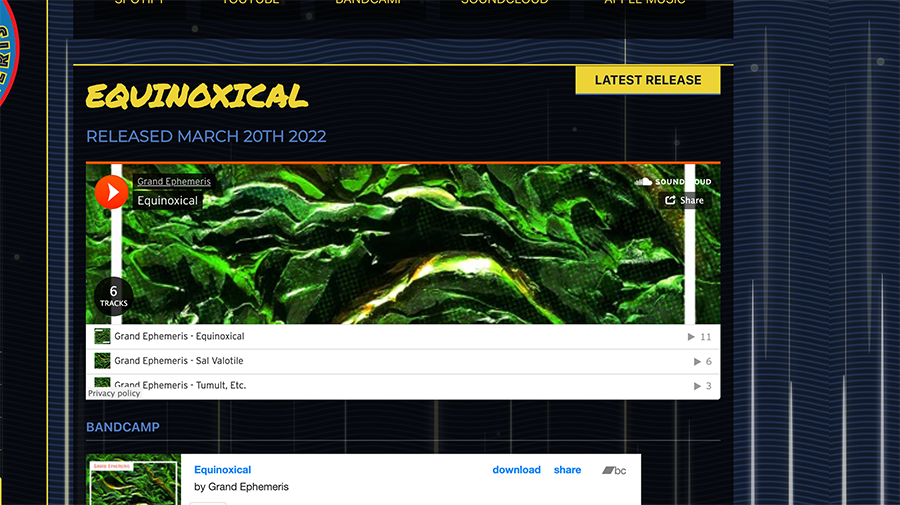 SPOTIFY YOUTUBE BANDCAMP SOUNDCLOUD APPLE MUSIC
LATEST RELEASE
EQUINOXICAL
RELEASED MARCH 20TH 2022
Grand Ephemeris
SOUNDCLOUD
Equinoxical
Share
6
TRACKS
Grand Ephemeris - Equinoxical 11
Grand Ephemeris - Sal Valotile 6
Grand Ephemeris - Tumult, Etc. 3
Privacy policy
BANDCAMP
Equinoxical download share bc
by Grand Ephemeris